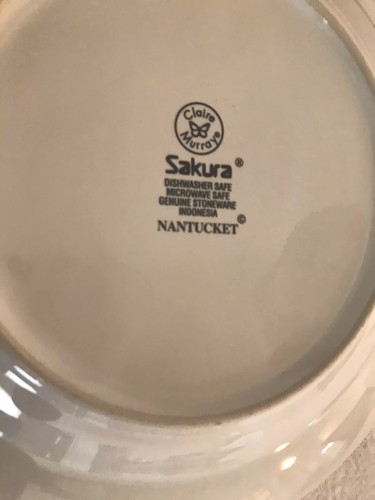 Claire
Murray
Sakura®
DISHWASHER SAFE
MICROWAVE SAFE
GENUINE STONEWARE
INDONESIA
NANTUCKET©